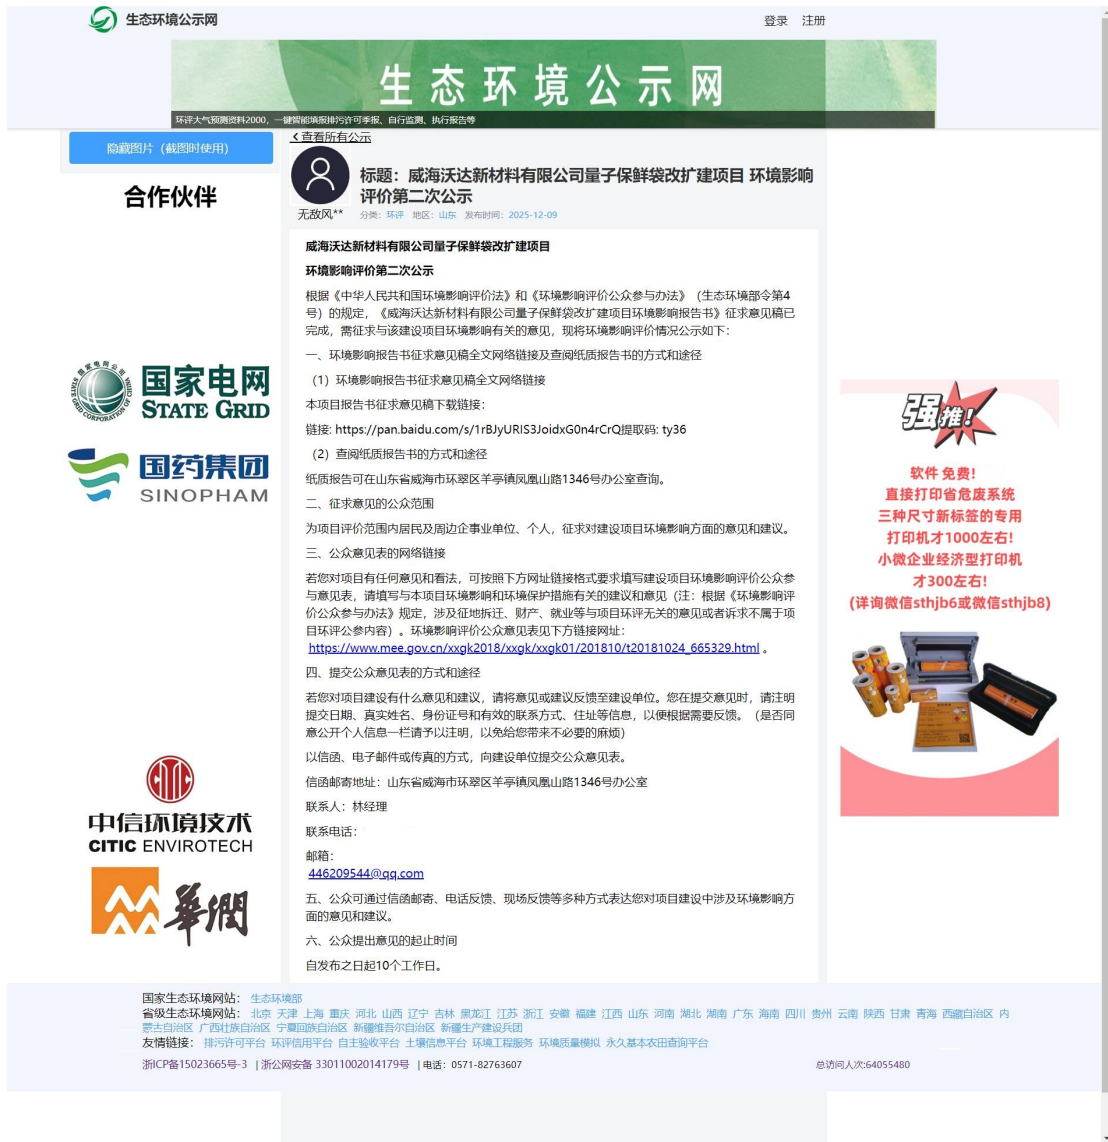 生态环境公示网
登录 注册
生态环境公示网
环评大气预测资料2000，一键智能填报排污许可季报、自行监测、执行报告等
隐藏图片（截图时使用）
合作伙伴
国家电网
STATE GRID
STATE GRID CORPORATION OF CHINA
国药集团
SINOPHAM
CITIC
中信环境技术
CITIC ENVIROTECH
華潤
查看所有公示
无敌风**
标题：威海沃达新材料有限公司量子保鲜袋改扩建项目 环境影响
评价第二次公示
分类：环评 地区：山东 发布时间：2025-12-09
威海沃达新材料有限公司量子保鲜袋改扩建项目
环境影响评价第二次公示
根据《中华人民共和国环境影响评价法》和《环境影响评价公众参与办法》（生态环境部令第4
号）的规定，《威海沃达新材料有限公司量子保鲜袋改扩建项目环境影响报告书》征求意见稿已
完成，需征求与该建设项目环境影响有关的意见，现将环境影响评价情况公示如下：
一、环境影响报告书征求意见稿全文网络链接及查阅纸质报告书的方式和途径
（1）环境影响报告书征求意见稿全文网络链接
本项目报告书征求意见稿下载链接：
链接: https://pan.baidu.com/s/1rBJyURIS3JoidxG0n4rCrQ提取码: ty36
（2）查阅纸质报告书的方式和途径
纸质报告可在山东省威海市环翠区羊亭镇凤凰山路1346号办公室查询。
二、征求意见的公众范围
为项目评价范围内居民及周边企事业单位、个人，征求对建设项目环境影响方面的意见和建议。
三、公众意见表的网络链接
若您对项目有任何意见和看法，可按照下方网址链接格式要求填写建设项目环境影响评价公众参
与意见表，请填写与本项目环境影响和环境保护措施有关的建议和意见（注：根据《环境影响评
价公众参与办法》规定，涉及征地拆迁、财产、就业等与项目环评无关的意见或者诉求不属于项
目环评公参内容）。环境影响评价公众意见表见下方链接网址：
https://www.mee.gov.cn/xxgk2018/xxgk/xxgk01/201810/t20181024_665329.html 。
四、提交公众意见表的方式和途径
若您对项目建设有什么意见和建议，请将意见或建议反馈至建设单位。您在提交意见时，请注明
提交日期、真实姓名、身份证号和有效的联系方式、住址等信息，以便根据需要反馈。（是否同
意公开个人信息一栏请予以注明，以免给您带来不必要的麻烦）
以信函、电子邮件或传真的方式，向建设单位提交公众意见表。
信函邮寄地址：山东省威海市环翠区羊亭镇凤凰山路1346号办公室
联系人：林经理
联系电话：
邮箱：
446209544@qq.com
五、公众可通过信函邮寄、电话反馈、现场反馈等多种方式表达您对项目建设中涉及环境影响方
面的意见和建议。
六、公众提出意见的起止时间
自发布之日起10个工作日。
强推!
软件 免费!
直接打印省危废系统
三种尺寸新标签的专用
打印机才1000左右!
小微企业经济型打印机
才300左右!
(详询微信sthjb6或微信sthjb8)
国家生态环境网站： 生态环境部
省级生态环境网站： 北京 天津 上海 重庆 河北 山西 辽宁 吉林 黑龙江 江苏 浙江 安徽 福建 江西 山东 河南 湖北 湖南 广东 海南 四川 贵州 云南 陕西 甘肃 青海 西藏自治区 内
蒙古自治区 广西壮族自治区 宁夏回族自治区 新疆维吾尔自治区 新疆生产建设兵团
友情链接： 排污许可平台 环评信用平台 自主验收平台 土壤信息平台 环境工程服务 环境质量模拟 永久基本农田查询平台
浙ICP备15023665号-3 |浙公网安备 33011002014179号 |电话：0571-82763607
总访问人次:64055480